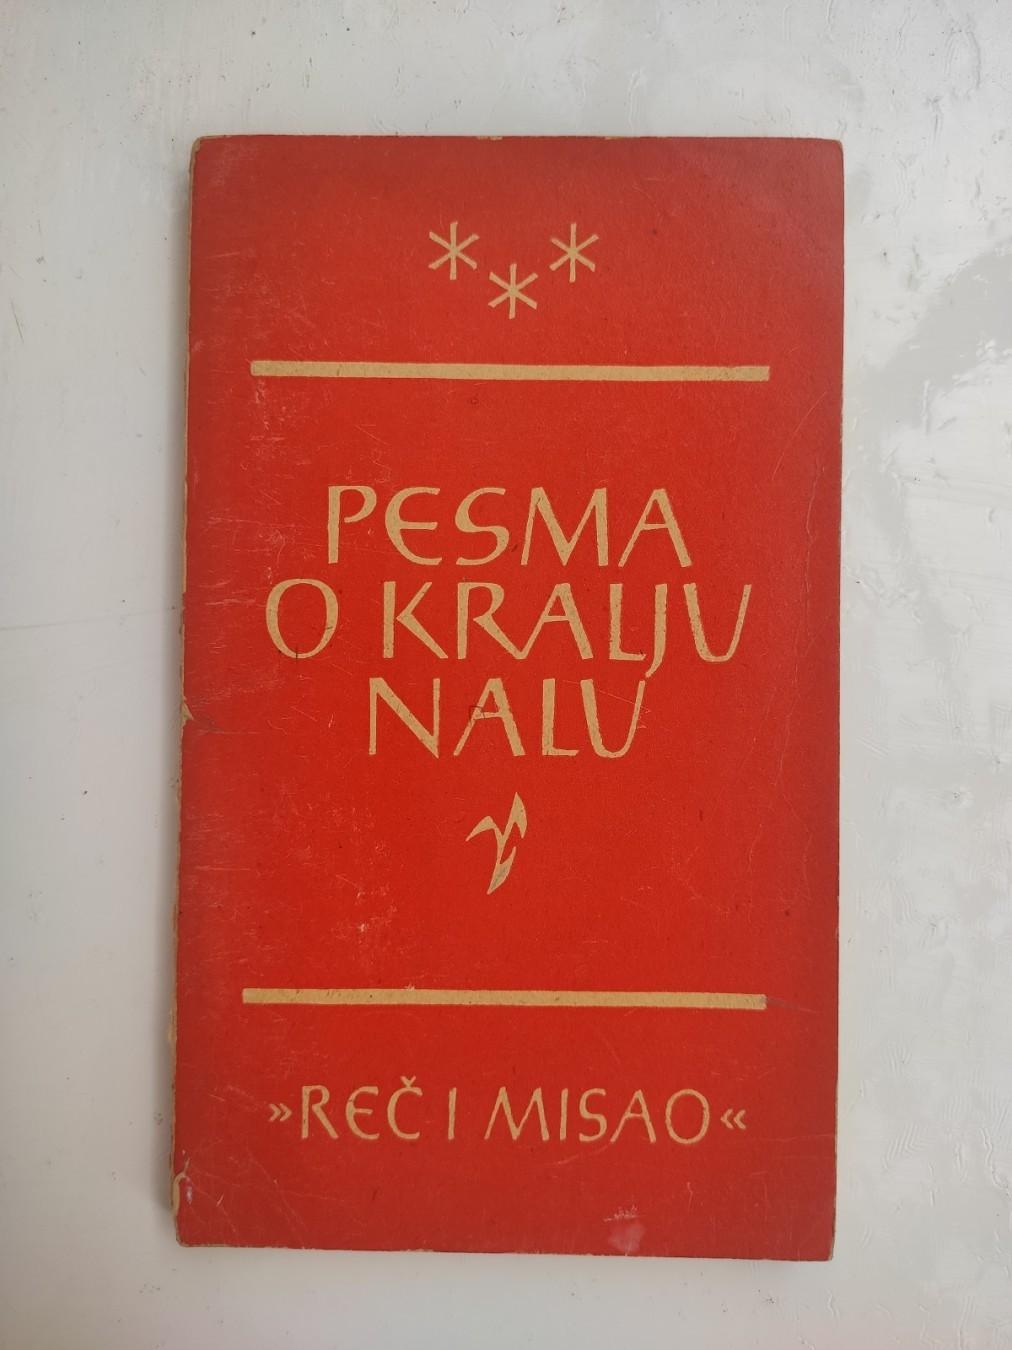 ***
PESMA
O KRALJU
NALU
»REČ I MISAO«